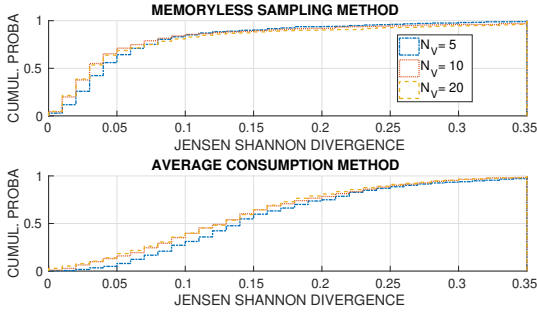 MEMORYLESS SAMPLING METHOD
CUMUL. PROBA
1
0.5
0
N_V= 5
N_V= 10
N_V= 20
0 0.05 0.1 0.15 0.2 0.25 0.3 0.35
JENSEN SHANNON DIVERGENCE
AVERAGE CONSUMPTION METHOD
CUMUL. PROBA
1
0.5
0
0 0.05 0.1 0.15 0.2 0.25 0.3 0.35
JENSEN SHANNON DIVERGENCE